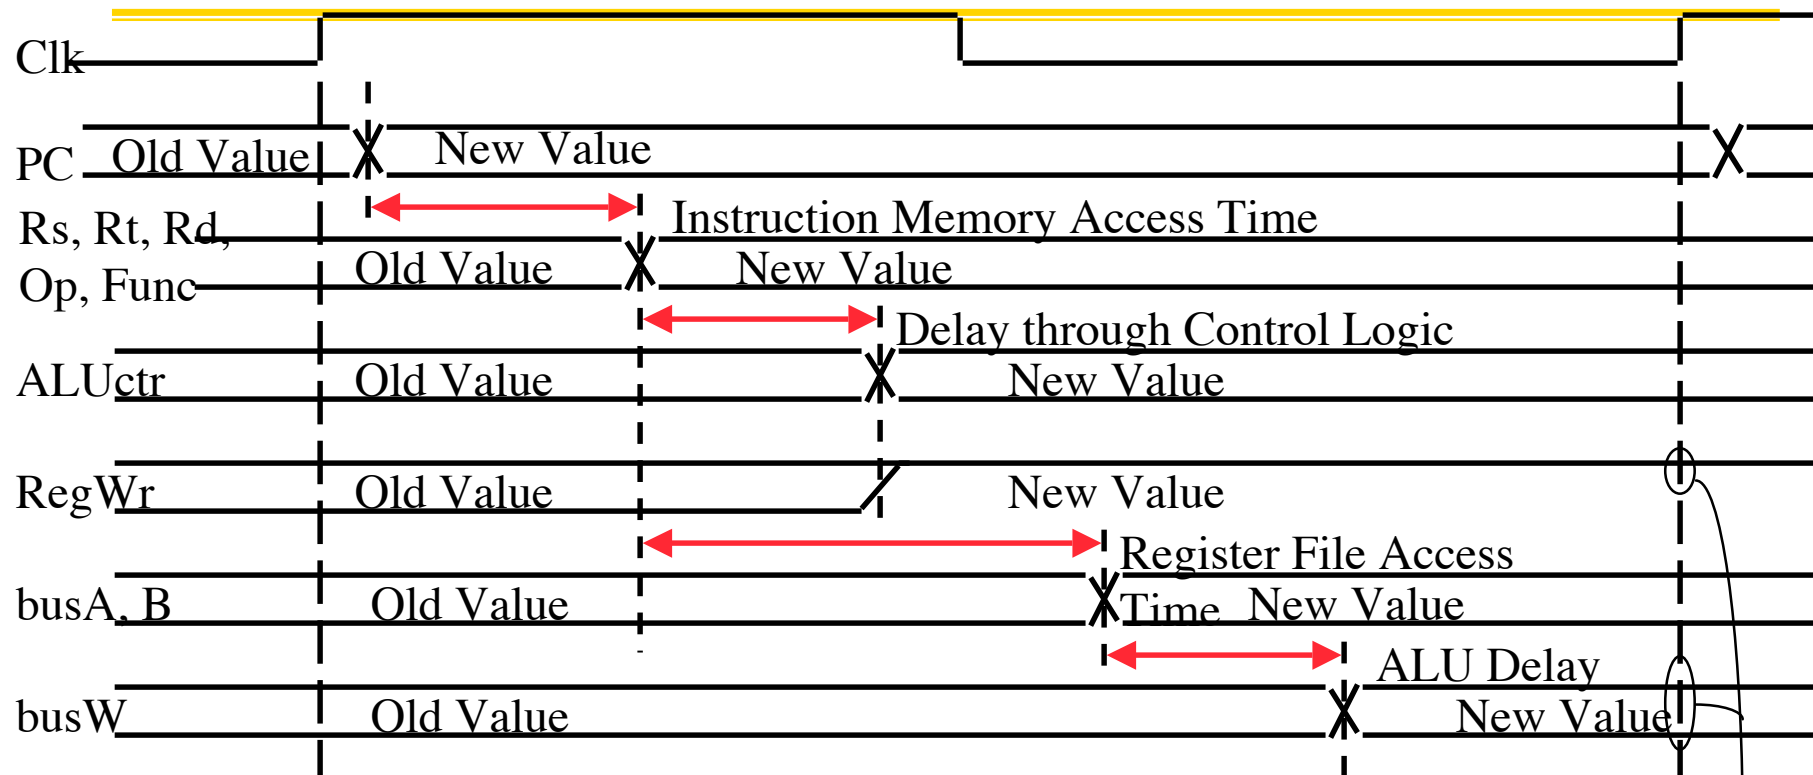 Clk
PC Old Value New Value
Rs, Rt, Rd, Instruction Memory Access Time
Op, Func Old Value New Value
Delay through Control Logic
ALUctr Old Value New Value
RegWr Old Value New Value
Register File Access
busA, B Old Value Time New Value
ALU Delay
busW Old Value New Value